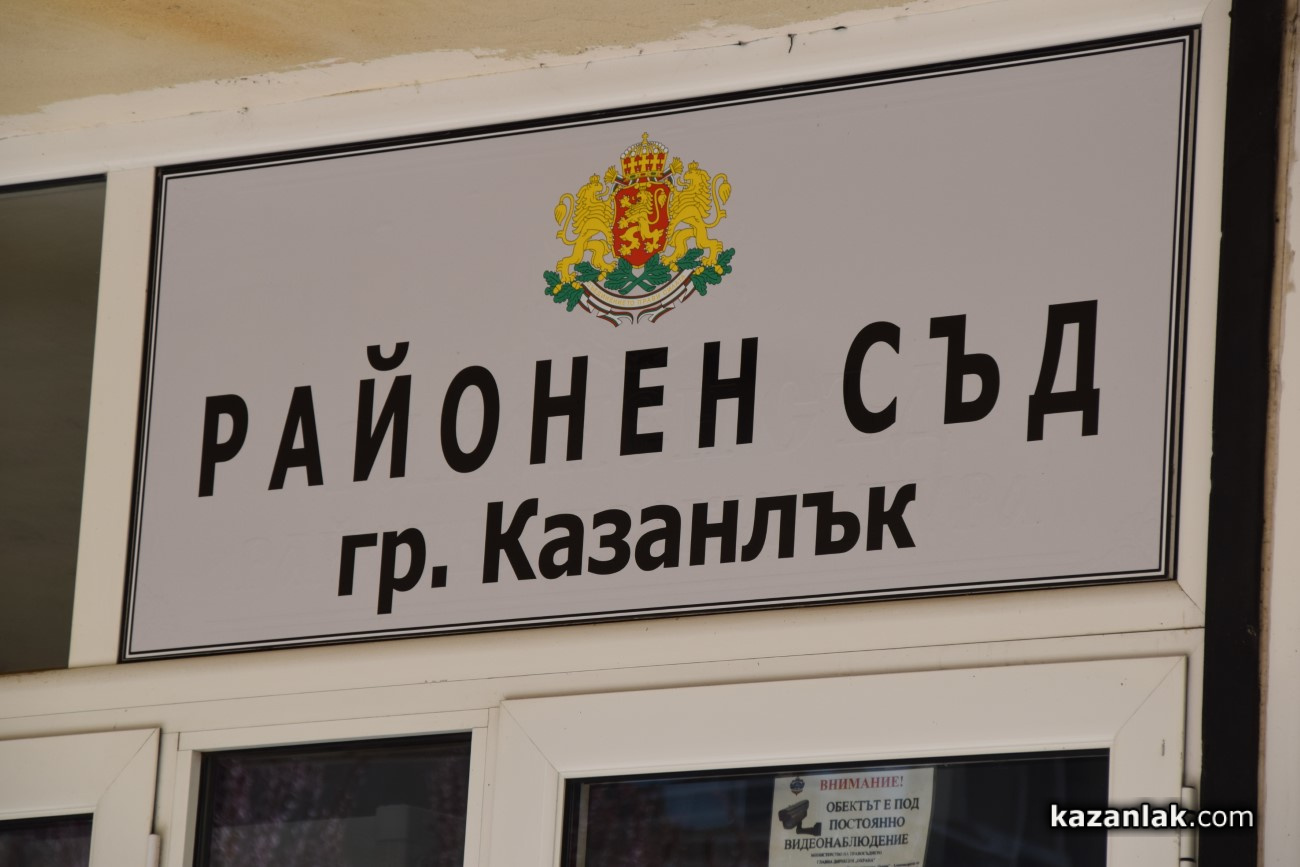 РАЙОНЕН СЪД
гр. Казанлък
ВНИМАНИЕ!
ОБЕКТЪТ Е ПОД
ПОСТОЯННО
ВИДЕОНАБЛЮДЕНИЕ
kazanlak.com